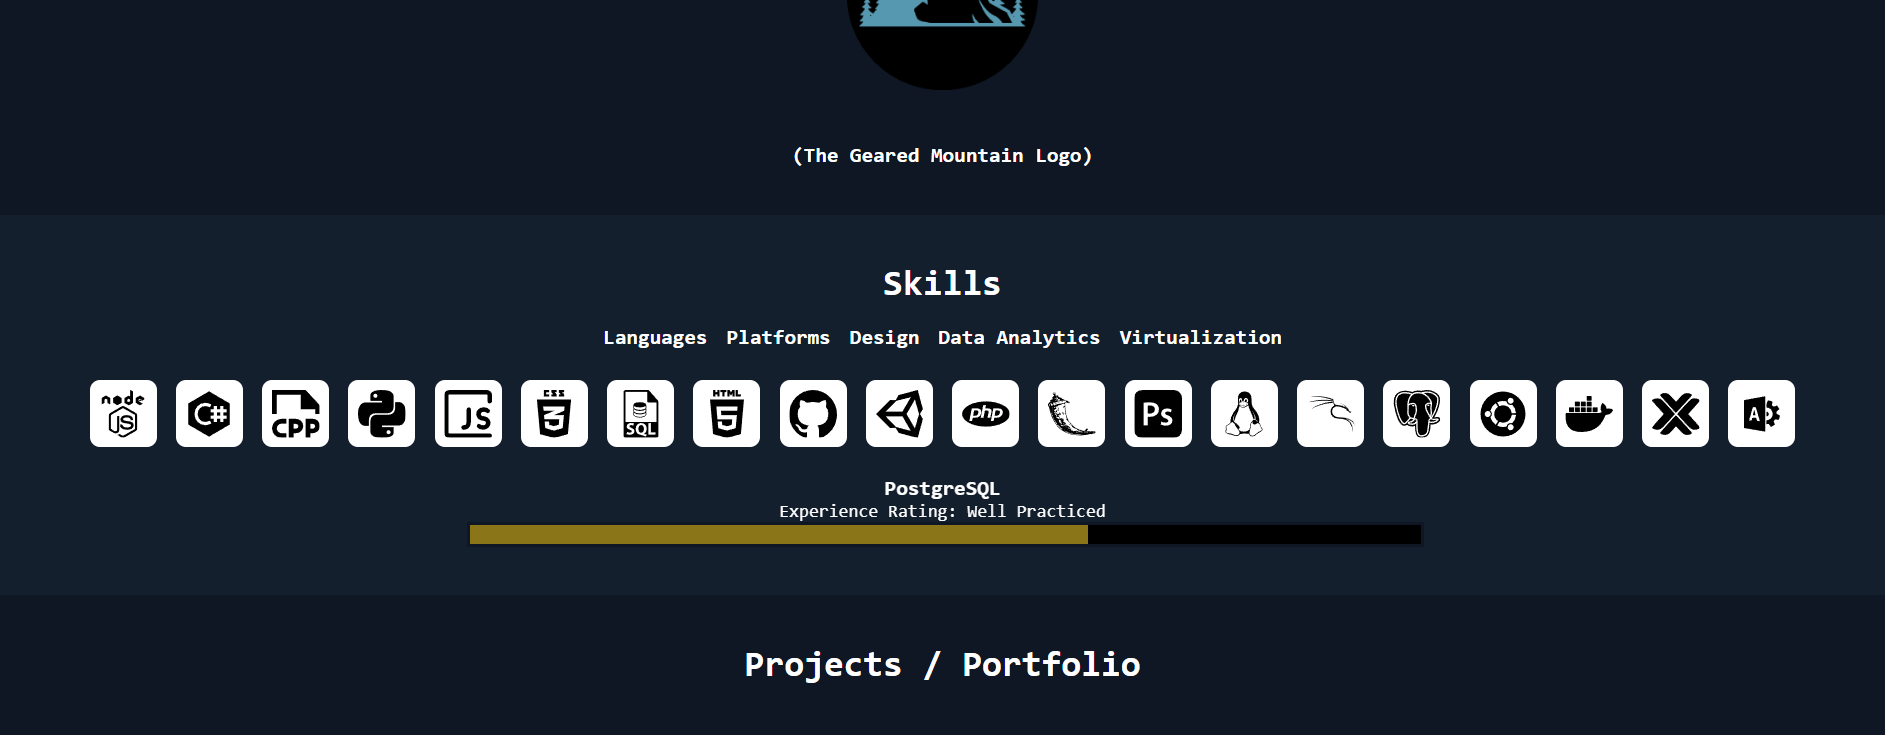 (The Geared Mountain Logo)
Skills
Languages Platforms Design Data Analytics Virtualization
node JS C# CPP Python JS CSS 3 SQL HTML 5 php Ps A
PostgreSQL
Experience Rating: Well Practiced
Projects / Portfolio